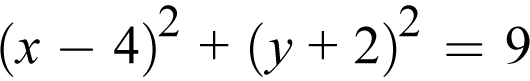 (x − 4)² + (y + 2)² = 9